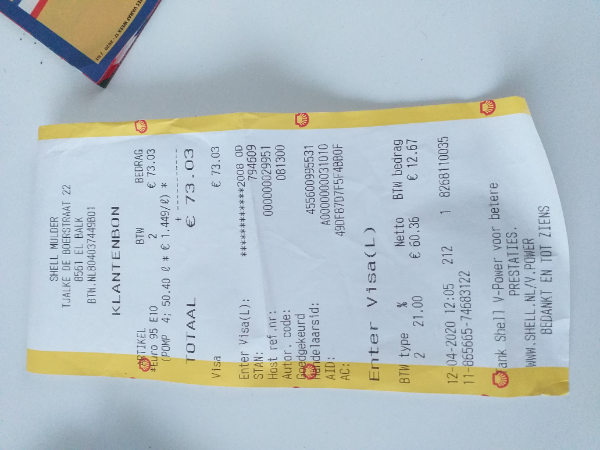 SHELL MULDER
TJALKE DE BOERSTRAAT 22
8561 EL BALK
BTW.NL804037449B01
KLANTENBON
ARTIKEL BTW BEDRAG
*Euro 95 E10 2 € 73.03
(POMP 4; 50.40 ℓ * € 1.449/ℓ) *
+ -----------
TOTAAL € 73.03
Visa € 73.03
Enter Visa(L): ************2008 0D
STAN: 794609
Host ref.nr: 000000029951
Autor. code: 081300
Goedgekeurd
Handelaarsid: 455600995531
AID: A0000000031010
AC: 49DF8707F5F4BB0F
Enter Visa(L)
BTW type % Netto BTW bedrag
2 21.00 € 60.36 € 12.67
12-04-2020 12:05 212 1 8268110035
11-865665-74683122
Tank Shell V-Power voor betere
PRESTATIES.
WWW.SHELL.NL/V.POWER
BEDANKT EN TOT ZIENS